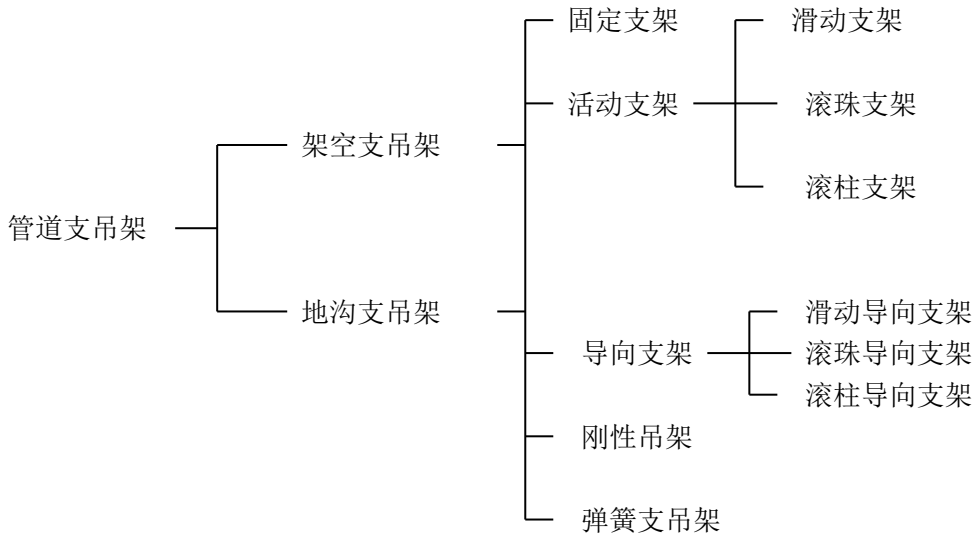 固定支架
滑动支架
活动支架
滚珠支架
架空支吊架
滚柱支架
管道支吊架
地沟支吊架
滑动导向支架
导向支架
滚珠导向支架
滚柱导向支架
刚性吊架
弹簧支吊架